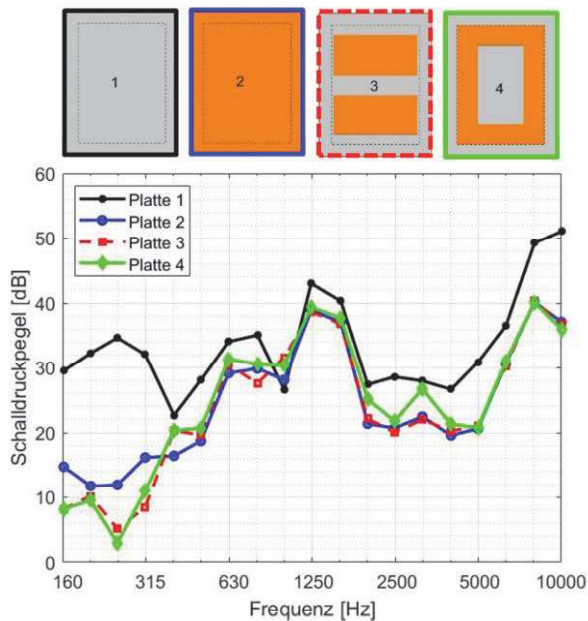 1
2
3
4
60
50
40
30
20
10
0
Schalldruckpegel [dB]
Platte 1
Platte 2
Platte 3
Platte 4
160 315 630 1250 2500 5000 10000
Frequenz [Hz]